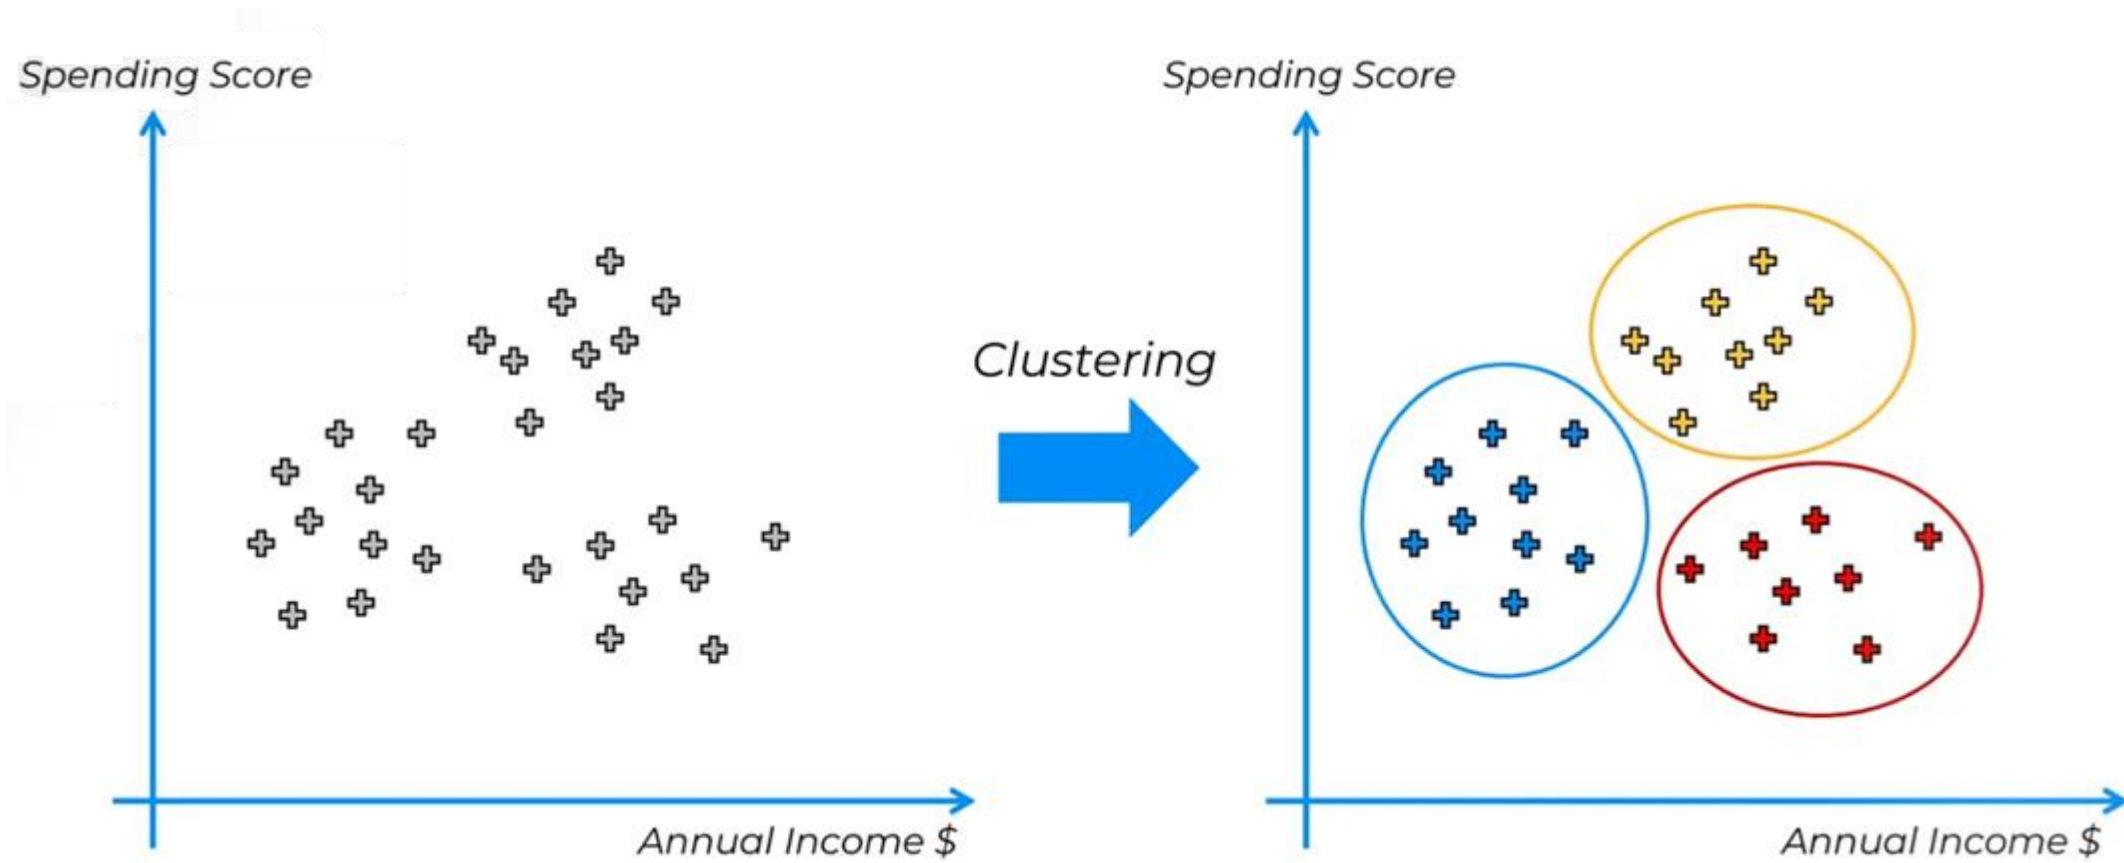 Spending Score
Annual Income $
Clustering
Spending Score
Annual Income $